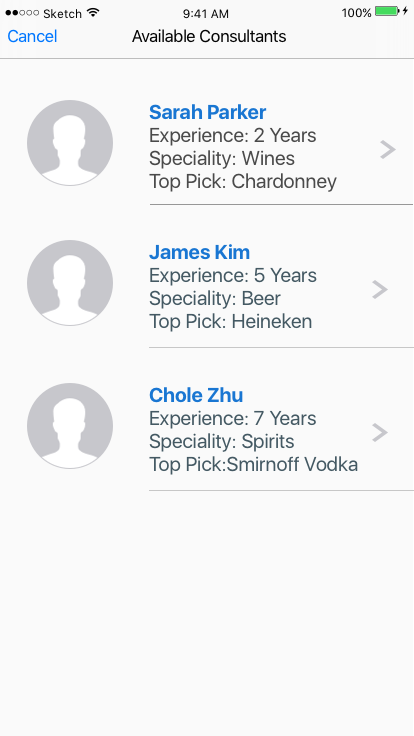 Sketch 9:41 AM 100%
Cancel Available Consultants
Sarah Parker
Experience: 2 Years
Speciality: Wines
Top Pick: Chardonney
James Kim
Experience: 5 Years
Speciality: Beer
Top Pick: Heineken
Chole Zhu
Experience: 7 Years
Speciality: Spirits
Top Pick:Smirnoff Vodka